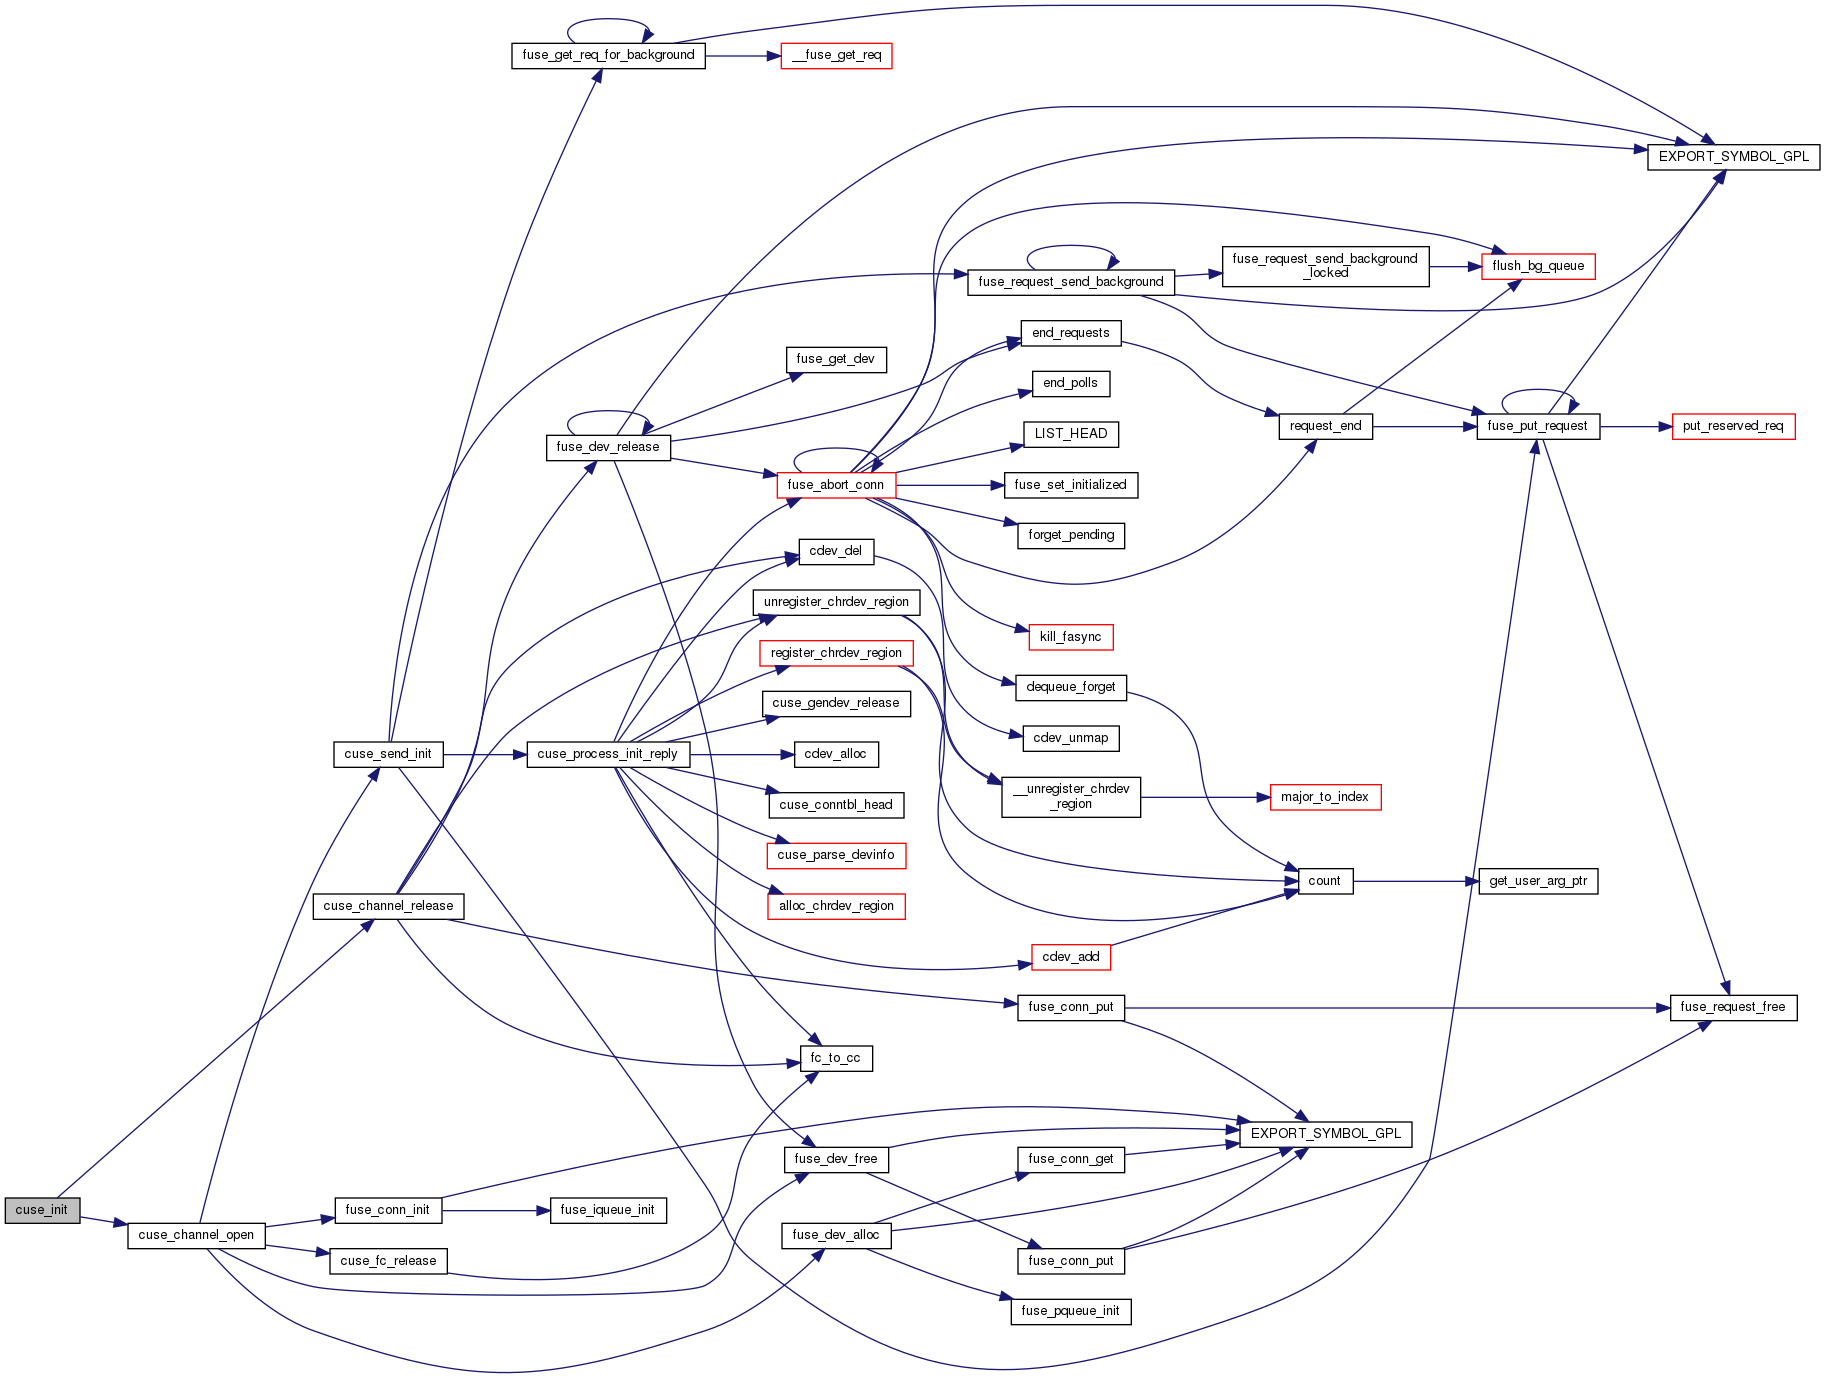 fuse_get_req_for_background
__fuse_get_req
EXPORT_SYMBOL_GPL
fuse_request_send_background
_locked
flush_bg_queue
fuse_request_send_background
end_requests
fuse_get_dev
end_polls
fuse_dev_release
LIST_HEAD
request_end
fuse_put_request
put_reserved_req
fuse_abort_conn
fuse_set_initialized
forget_pending
cdev_del
unregister_chrdev_region
kill_fasync
register_chrdev_region
dequeue_forget
cuse_gendev_release
cdev_unmap
cuse_send_init
cuse_process_init_reply
cdev_alloc
__unregister_chrdev
_region
major_to_index
cuse_conntbl_head
cuse_parse_devinfo
count
get_user_arg_ptr
cuse_channel_release
alloc_chrdev_region
cdev_add
fuse_conn_put
fuse_request_free
fc_to_cc
EXPORT_SYMBOL_GPL
fuse_dev_free
fuse_conn_get
cuse_init
fuse_conn_init
fuse_iqueue_init
cuse_channel_open
fuse_dev_alloc
cuse_fc_release
fuse_conn_put
fuse_pqueue_init